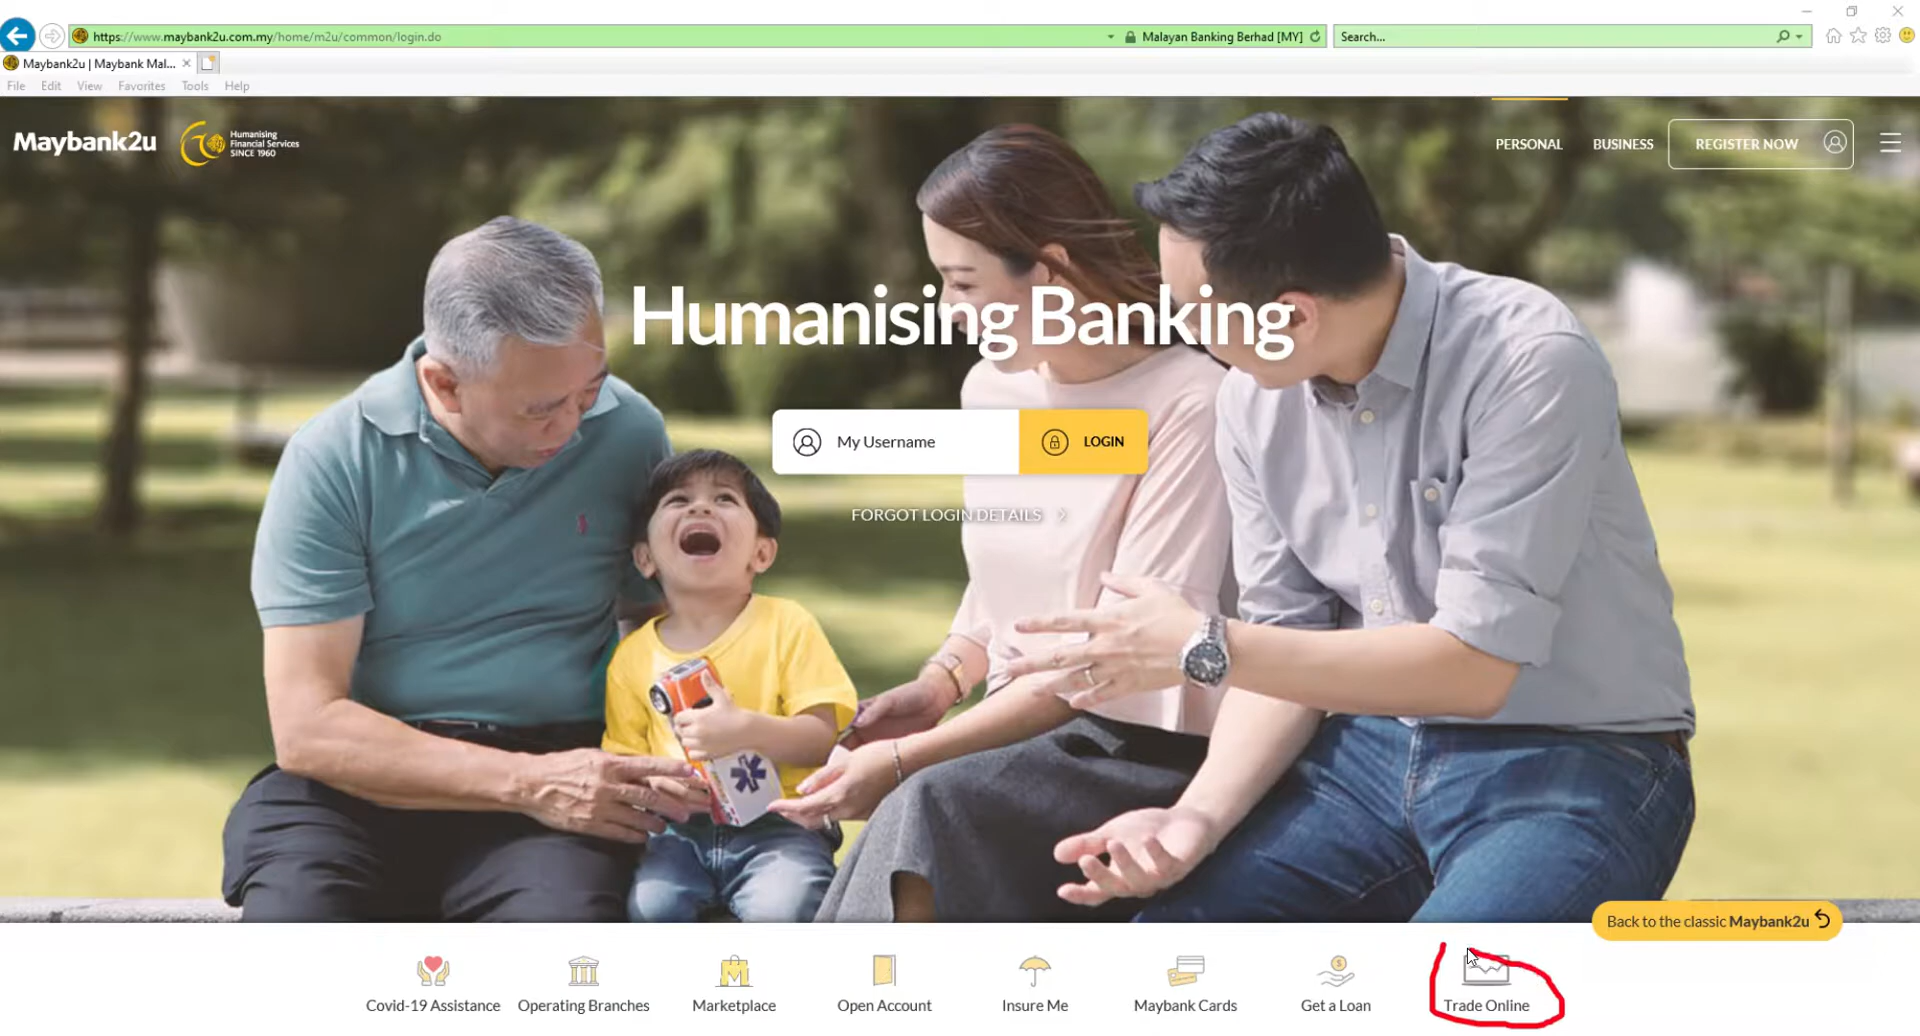 https://www.maybank2u.com.my/home/m2u/common/login.do
Malayan Banking Berhad [MY]
Search...
Maybank2u | Maybank Mal...
File Edit View Favorites Tools Help
Maybank2u
Humanising
Financial Services
SINCE 1960
PERSONAL
BUSINESS
REGISTER NOW
Humanising Banking
My Username
LOGIN
FORGOT LOGIN DETAILS
Back to the classic Maybank2u
Covid-19 Assistance
Operating Branches
Marketplace
Open Account
Insure Me
Maybank Cards
Get a Loan
Trade Online